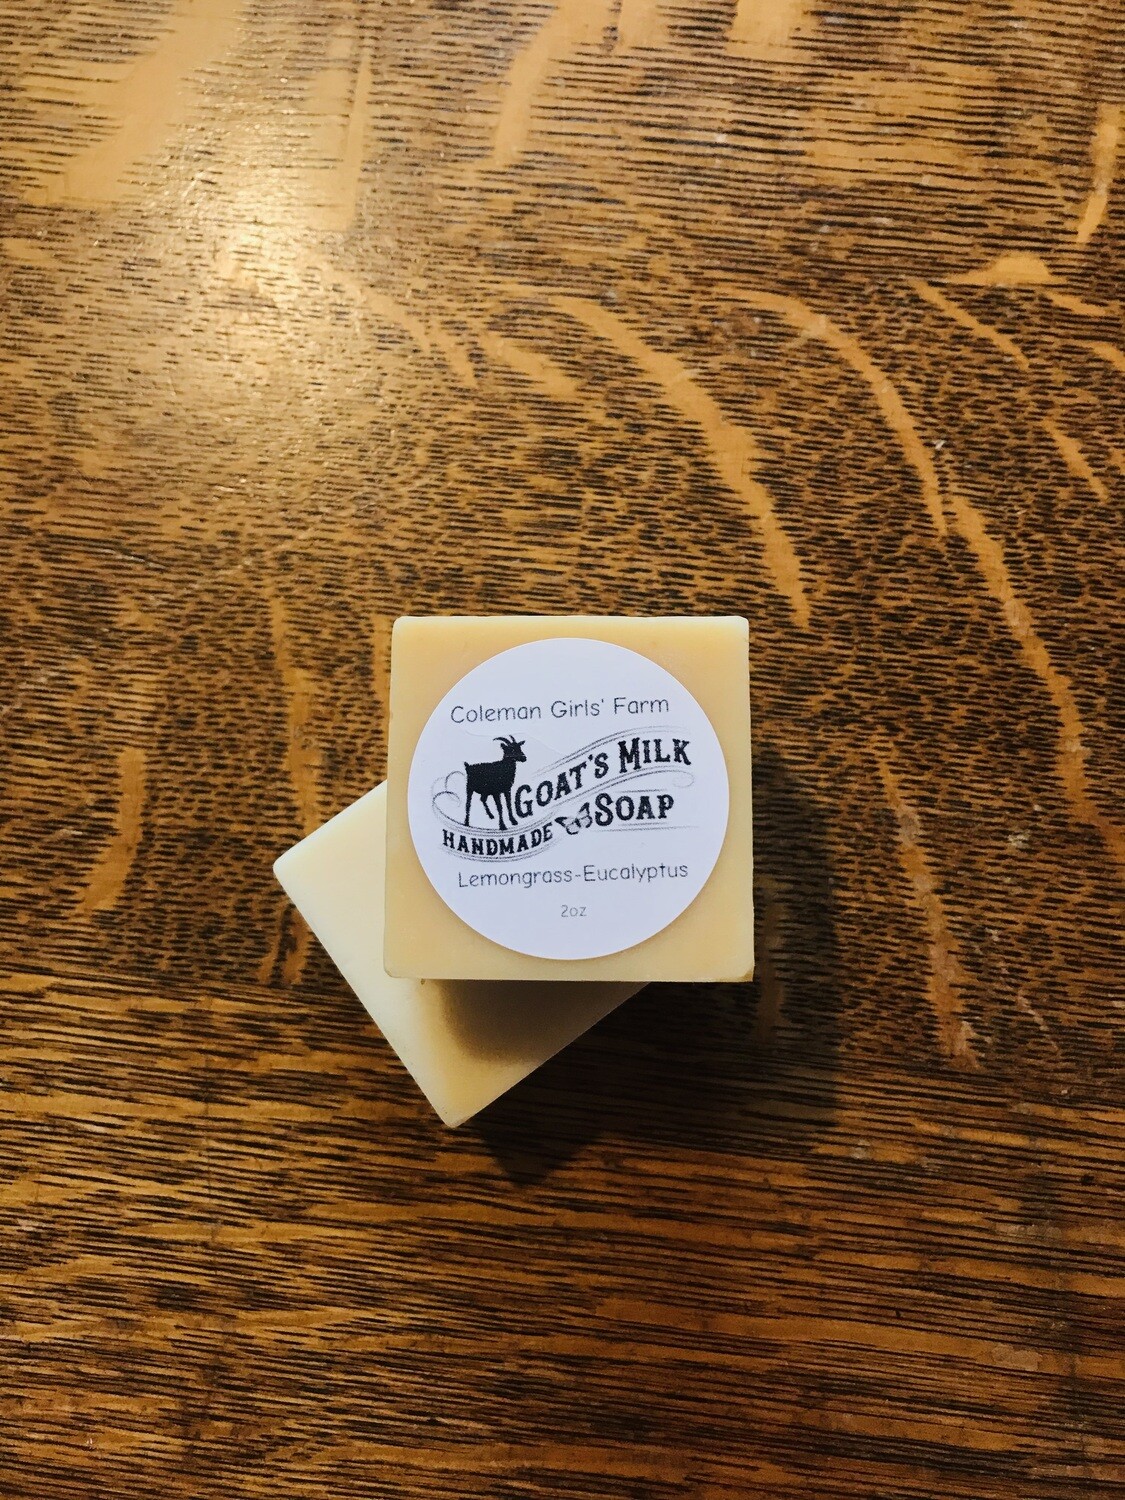 Coleman Girls' Farm
GOAT'S MILK
HANDMADE SOAP
Lemongrass-Eucalyptus
2oz